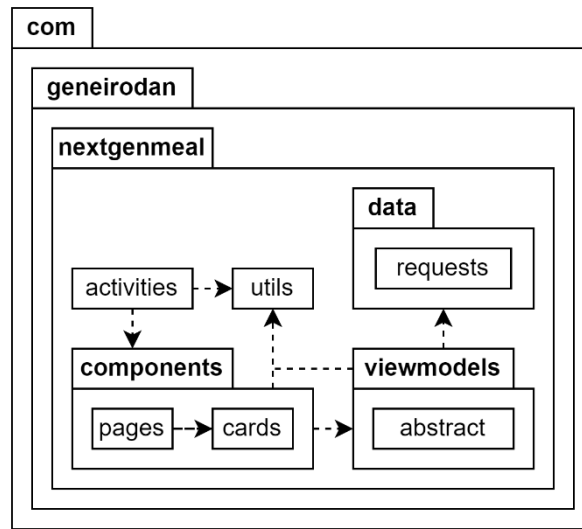 com
geneirodan
nextgenmeal
data
requests
activities
utils
components
viewmodels
pages
cards
abstract